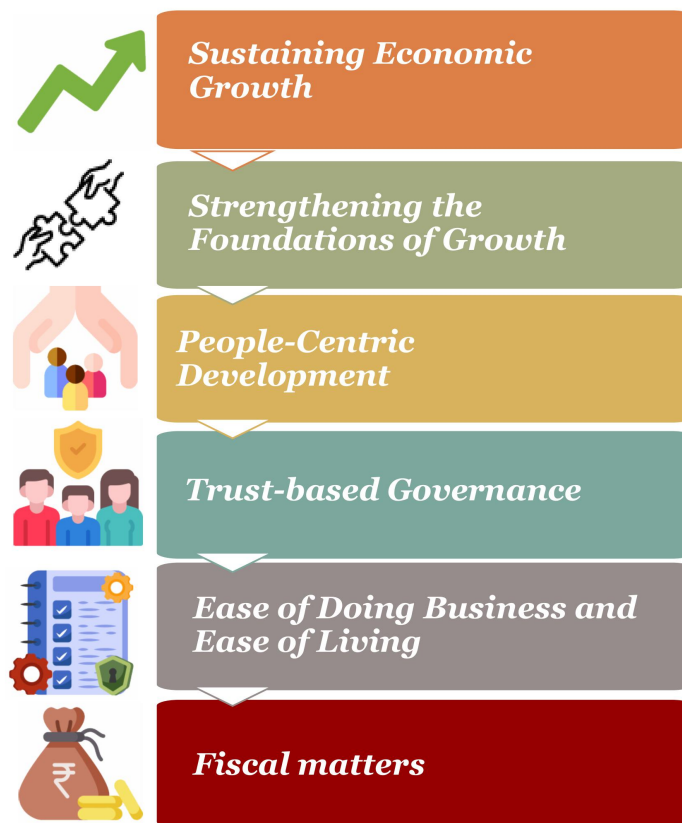 Sustaining Economic
Growth
Strengthening the
Foundations of Growth
People-Centric
Development
Trust-based Governance
Ease of Doing Business and
Ease of Living
₹
Fiscal matters